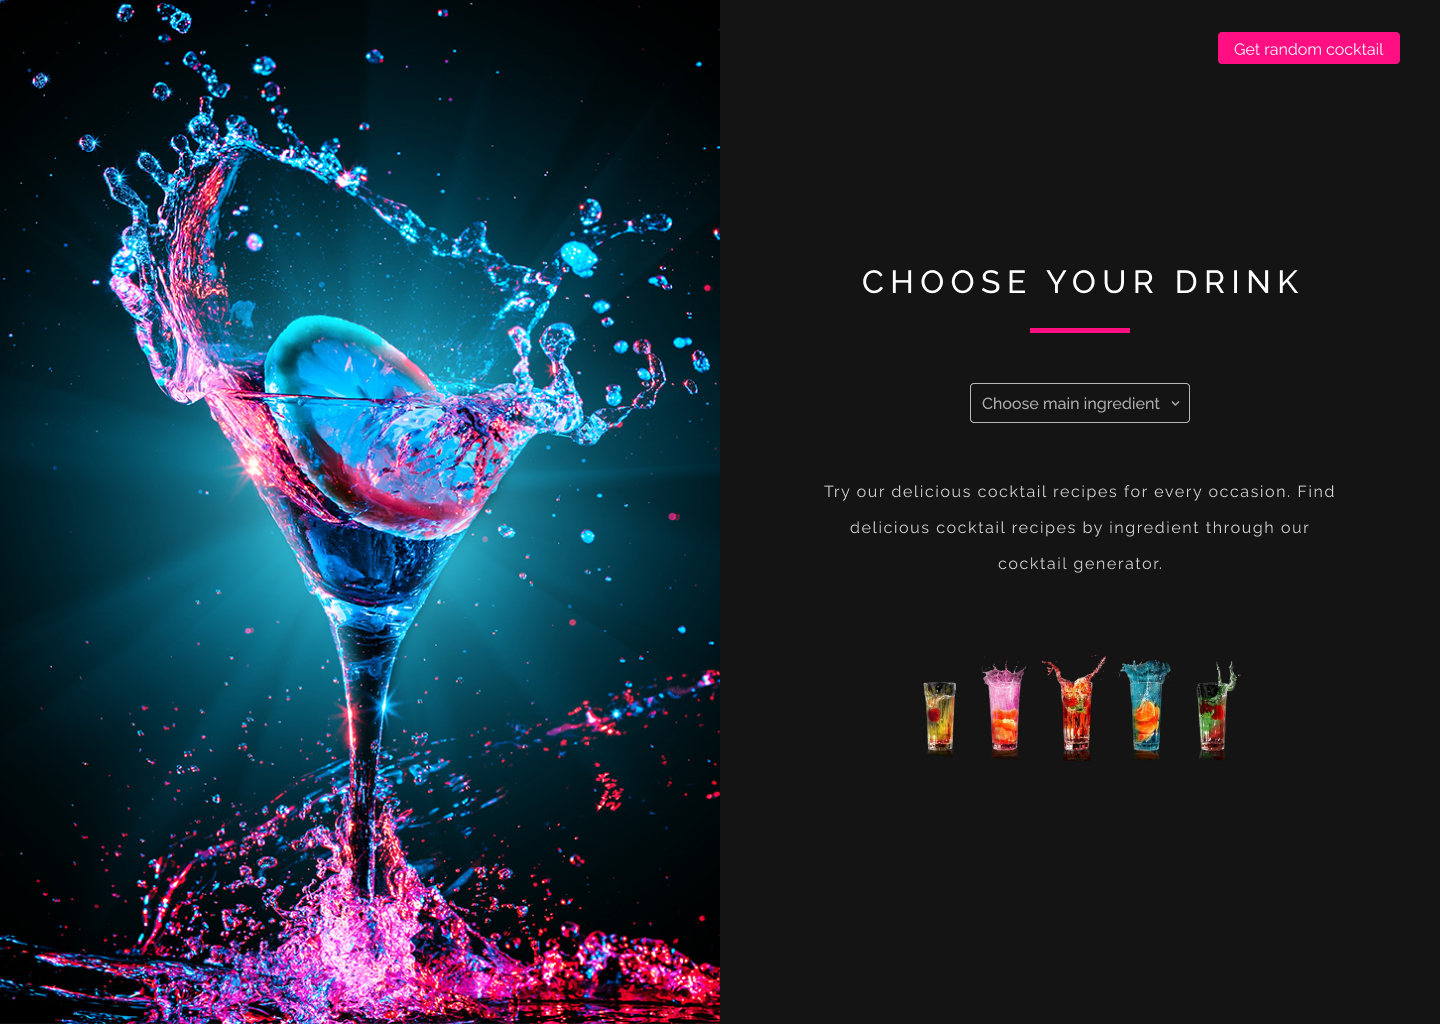 Get random cocktail
CHOOSE YOUR DRINK
Choose main ingredient
Try our delicious cocktail recipes for every occasion. Find
delicious cocktail recipes by ingredient through our
cocktail generator.